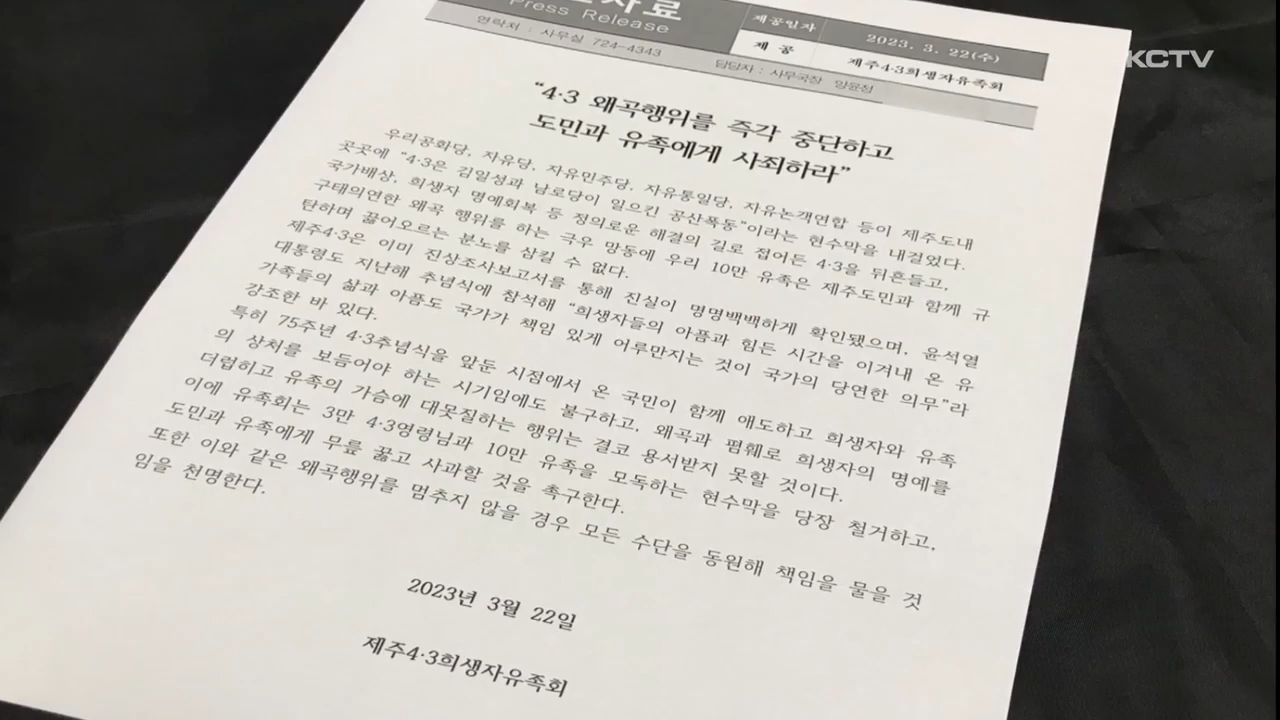 Press Release
제공일자
2023. 3. 22(수)
제 공
제주4·3희생자유족회
연락처 : 사무실 724-4343
담당자 : 사무국장 양윤성
KCTV
“4·3 왜곡행위를 즉각 중단하고
도민과 유족에게 사죄하라”
우리공화당, 자유당, 자유민주당, 자유통일당, 자유논객연합 등이 제주도내
곳곳에 “4·3은 김일성과 남로당이 일으킨 공산폭동”이라는 현수막을 내걸었다.
국가배상, 희생자 명예회복 등 정의로운 해결의 길로 접어든 4·3을 뒤흔들고,
구태의연한 왜곡 행위를 하는 극우 망동에 우리 10만 유족은 제주도민과 함께 규
탄하며 끓어오르는 분노를 삼킬 수 없다.
제주4·3은 이미 진상조사보고서를 통해 진실이 명명백백하게 확인됐으며, 윤석열
대통령도 지난해 추념식에 참석해 “희생자들의 아픔과 힘든 시간을 이겨내 온 유
가족들의 삶과 아픔도 국가가 책임 있게 어루만지는 것이 국가의 당연한 의무”라
강조한 바 있다.
특히 75주년 4·3추념식을 앞둔 시점에서 온 국민이 함께 애도하고 희생자와 유족
의 상처를 보듬어야 하는 시기임에도 불구하고, 왜곡과 폄훼로 희생자의 명예를
더럽히고 유족의 가슴에 대못질하는 행위는 결코 용서받지 못할 것이다.
이에 유족회는 3만 4·3영령님과 10만 유족을 모독하는 현수막을 당장 철거하고,
도민과 유족에게 무릎 꿇고 사과할 것을 촉구한다.
또한 이와 같은 왜곡행위를 멈추지 않을 경우 모든 수단을 동원해 책임을 물을 것
임을 천명한다.
2023년 3월 22일
제주4·3희생자유족회